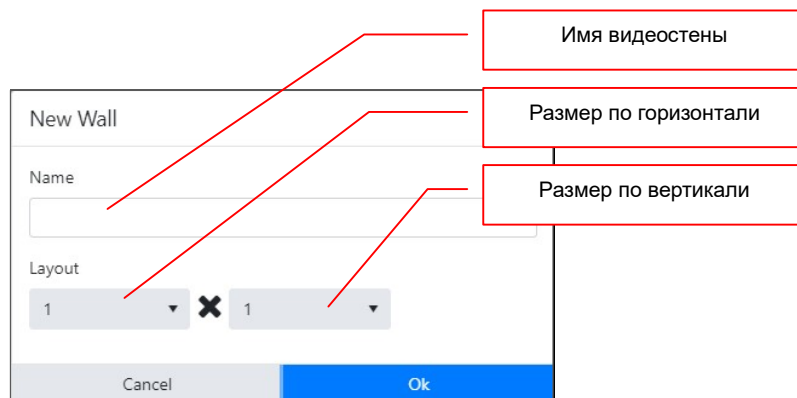 Имя видеостены
New Wall
Размер по горизонтали
Name
Размер по вертикали
Layout
1 ✖ 1
Cancel Ok